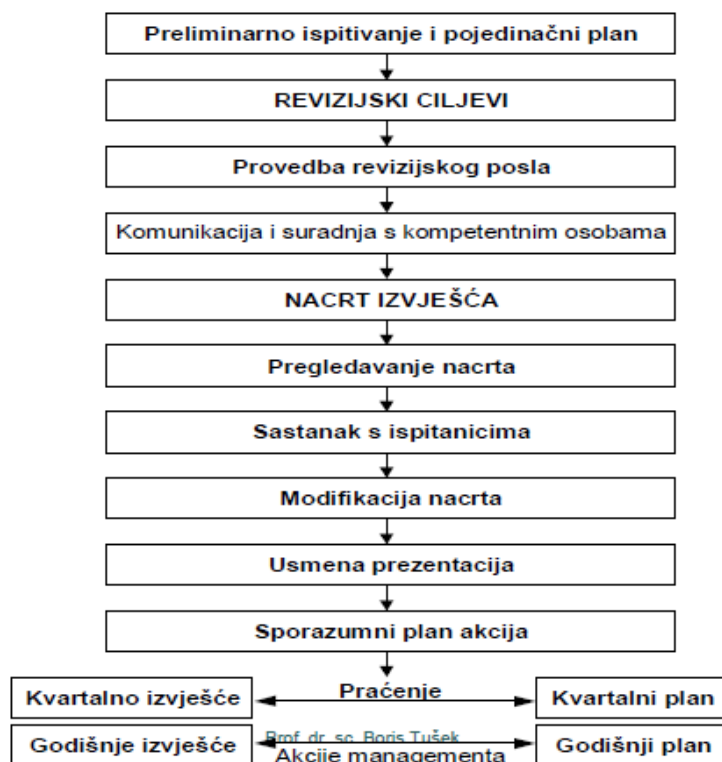 Preliminarno ispitivanje i pojedinačni plan
REVIZIJSKI CILJEVI
Provedba revizijskog posla
Komunikacija i suradnja s kompetentnim osobama
NACRT IZVJEŠĆA
Pregledavanje nacrta
Sastanak s ispitanicima
Modifikacija nacrta
Usmena prezentacija
Sporazumni plan akcija
Kvartalno izvješće Praćenje Kvartalni plan
Prof. dr. sc. Boris Tušek
Godišnje izvješće Akcije managementa Godišnji plan